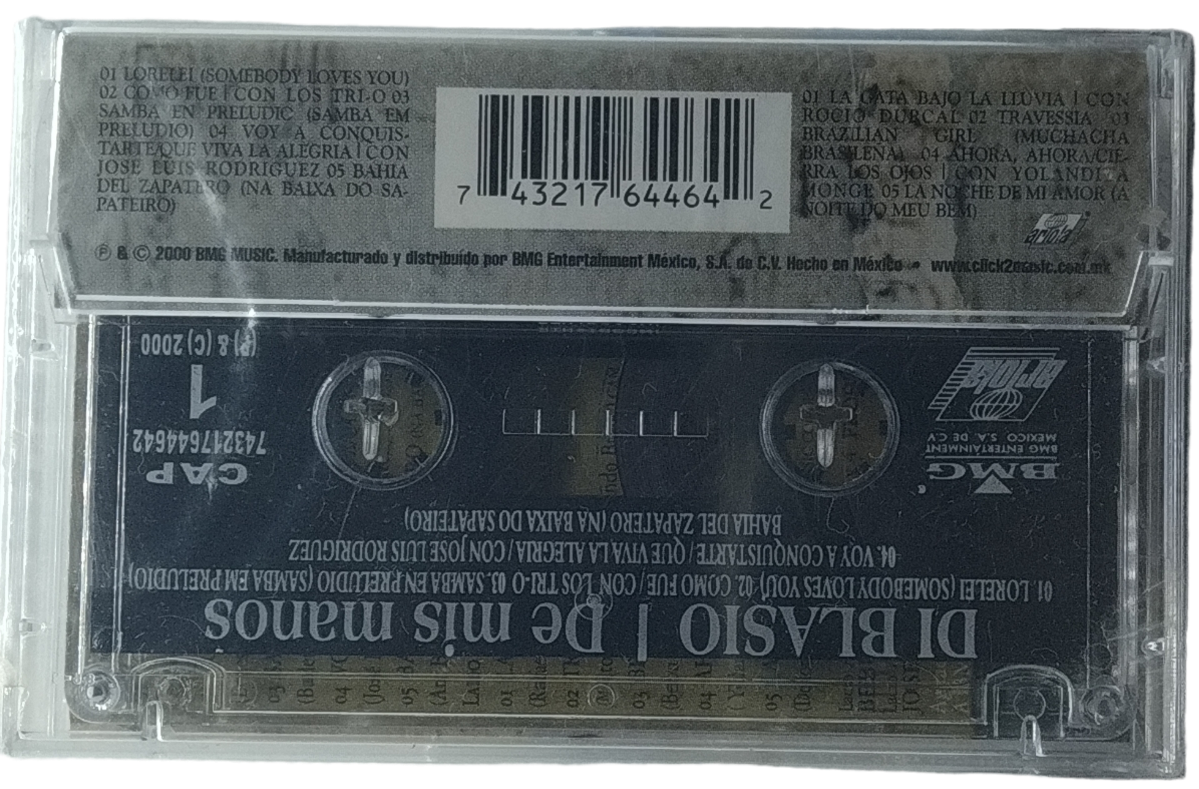 01 LORELEI (SOMEBODY LOVES YOU)
02 COMO FUE | CON LOS TRI-O 03
SAMBA EN PRELUDIC (SAMBA EM
PRELUDIO) 04 VOY A CONQUIS-
TARTE/QUE VIVA LA ALEGRIA | CON
JOSE LUIS RODRIGUEZ 05 BAHIA
DEL ZAPATERO (NA BAIXA DO SA-
PATEIRO)
7 43217 64464 2
01 LA GATA BAJO LA LLUVIA | CON
ROCIO DURCAL 02 TRAVESSIA 03
BRAZILIAN GIRL (MUCHACHA
BRASILENA) 04 AHORA, AHORA/CIE-
RRA LOS OJOS | CON YOLANDITA
MONGE 05 LA NOCHE DE MI AMOR (A
NOITE DO MEU BEM)
ariola
℗ & © 2000 BMG MUSIC. Manufacturado y distribuido por BMG Entertainment México, S.A. de C.V. Hecho en México - www.click2music.com.mx
DI BLASIO | De mis manos
01. LORELEI (SOMEBODY LOVES YOU) 02. COMO FUE / CON LOS TRI-O 03. SAMBA EN PRELUDIO (SAMBA EM PRELUDIO)
04. VOY A CONQUISTARTE / QUE VIVA LA ALEGRIA / CON JOSE LUIS RODRIGUEZ
BAHIA DEL ZAPATERO (NA BAIXA DO SAPATEIRO)
BMG
BMG ENTERTAINMENT
MEXICO S.A. DE C.V.
ariola
CAP
743217644642
1
(P) & (C) 2000